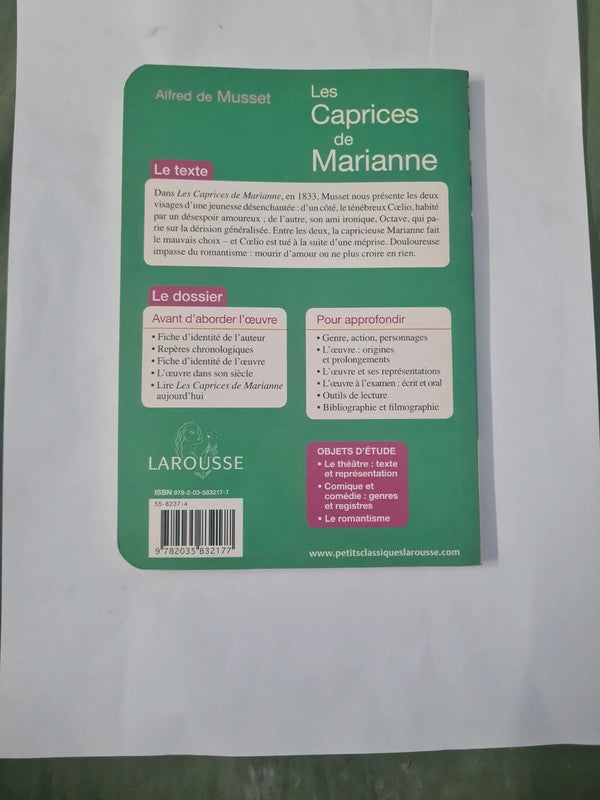 Alfred de Musset
Les
Caprices
de
Marianne
Le texte
Dans Les Caprices de Marianne, en 1833, Musset nous présente les deux
visages d'une jeunesse désenchantée : d'un côté, le ténébreux Cœlio, habité
par un désespoir amoureux ; de l'autre, son ami ironique, Octave, qui pa-
rie sur la dérision généralisée. Entre les deux, la capricieuse Marianne fait
le mauvais choix – et Cœlio est tué à la suite d'une méprise. Douloureuse
impasse du romantisme : mourir d'amour ou ne plus croire en rien.
Le dossier
Avant d'aborder l'œuvre
• Fiche d'identité de l'auteur
• Repères chronologiques
• Fiche d'identité de l'œuvre
• L'œuvre dans son siècle
• Lire Les Caprices de Marianne
aujourd'hui
Pour approfondir
• Genre, action, personnages
• L'œuvre : origines
et prolongements
• L'œuvre et ses représentations
• L'œuvre à l'examen : écrit et oral
• Outils de lecture
• Bibliographie et filmographie
OBJETS D'ÉTUDE
• Le théâtre : texte
et représentation
• Comique et
comédie : genres
et registres
• Le romantisme
LAROUSSE
ISBN 978-2-03-583217-7
55-8237-4
9 782035 832177
www.petitsclassiqueslarousse.com